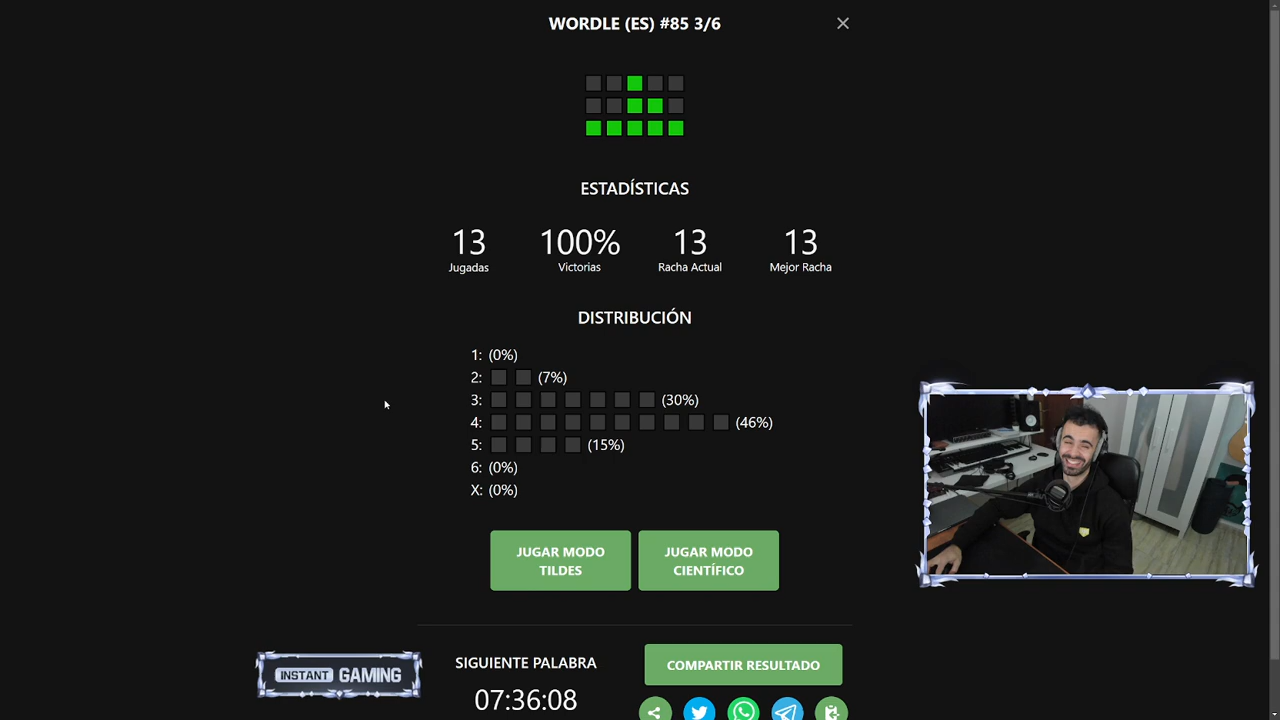 WORDLE (ES) #85 3/6
ESTADÍSTICAS
13 100% 13 13
Jugadas Victorias Racha Actual Mejor Racha
DISTRIBUCIÓN
1: (0%)
2: (7%)
3: (30%)
4: (46%)
5: (15%)
6: (0%)
X: (0%)
JUGAR MODO TILDES
JUGAR MODO CIENTÍFICO
INSTANT GAMING
SIGUIENTE PALABRA
07:36:08
COMPARTIR RESULTADO